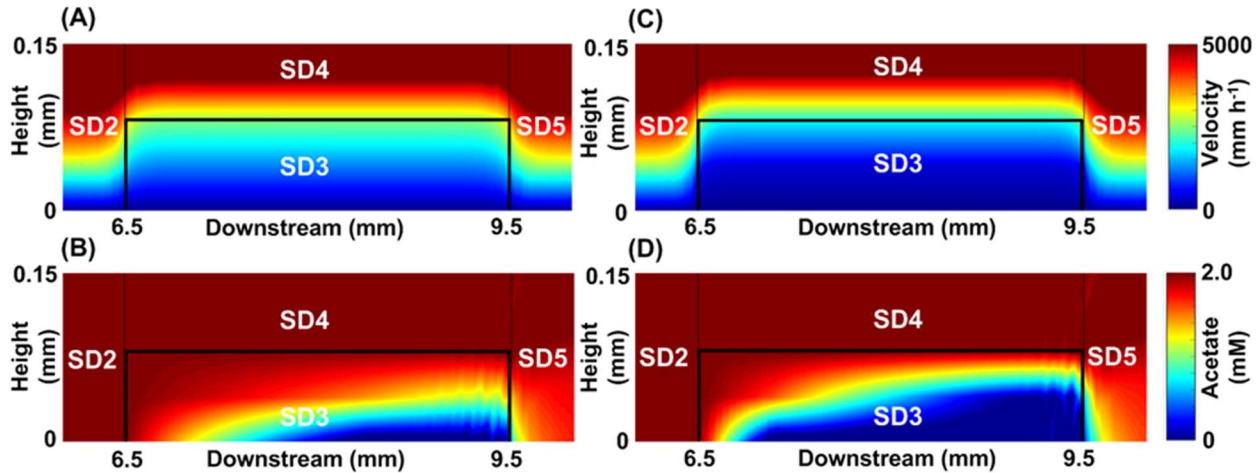 (A)
0.15
Height
(mm)
0
SD4
SD2
SD5
SD3
6.5
Downstream (mm)
9.5
(C)
0.15
Height
(mm)
0
SD4
SD2
SD5
SD3
6.5
Downstream (mm)
9.5
5000
Velocity
(mm h⁻¹)
0
(B)
0.15
Height
(mm)
0
SD4
SD2
SD5
SD3
6.5
Downstream (mm)
9.5
(D)
0.15
Height
(mm)
0
SD4
SD2
SD5
SD3
6.5
Downstream (mm)
9.5
2.0
Acetate
(mM)
0